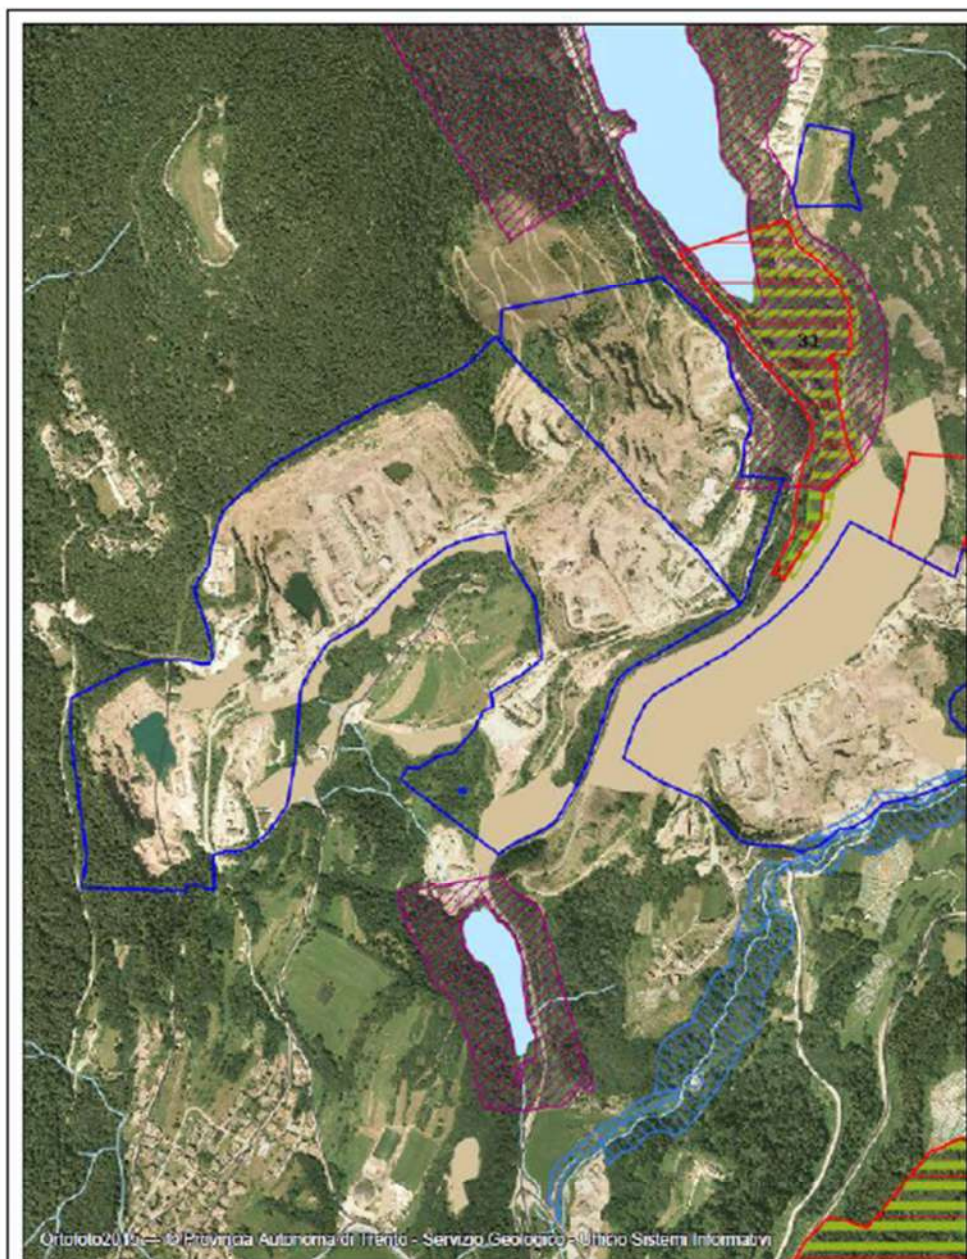 32
Ortofoto2015 — © Provincia Autonoma di Trento - Servizio Geologico - Ufficio Sistemi Informativi